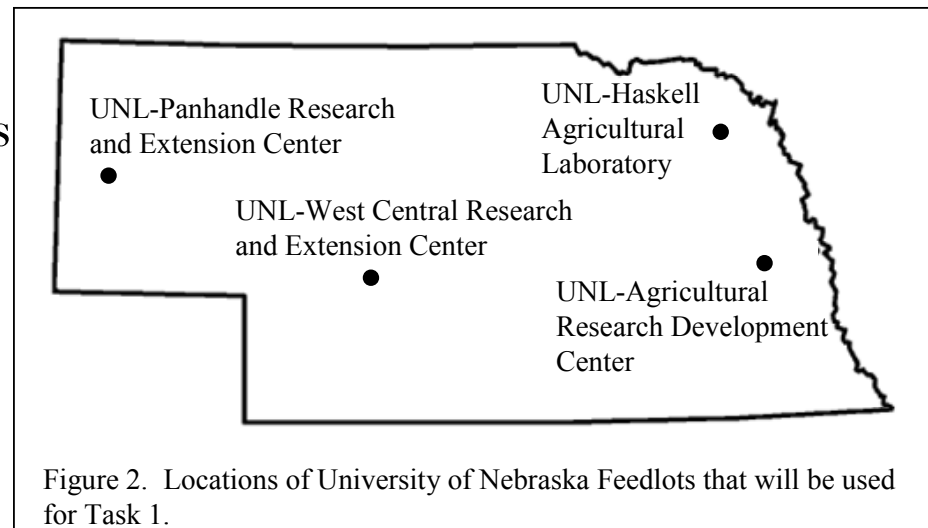 UNL-Panhandle Research
and Extension Center
UNL-Haskell
Agricultural
Laboratory
s
UNL-West Central Research
and Extension Center
UNL-Agricultural
Research Development
Center
Figure 2.  Locations of University of Nebraska Feedlots that will be used
for Task 1.